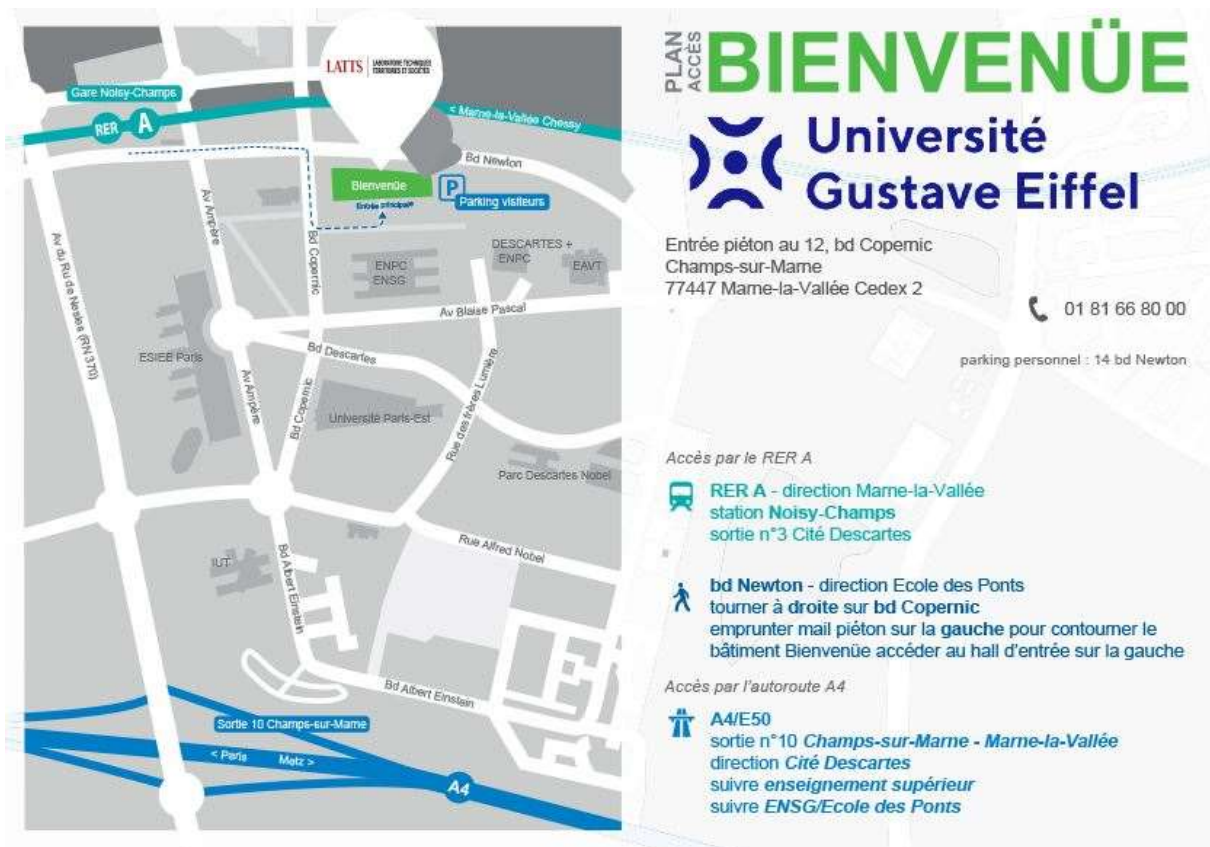 LATTS
LABORATOIRE TECHNIQUES
TERRITOIRES ET SOCIÉTÉS
Gare Noisy-Champs
RER A
< Marne-la-Vallée Chessy
Bd Newton
Bienvenüe
Entrée principale
P
Parking visiteurs
Av Ampère
Bd Copernic
Av du Ru de Nesles (RN 370)
DESCARTES +
ENPC
EAVT
ENPC
ENSG
Av Blaise Pascal
ESIEE Paris
Bd Descartes
Av Ampère
Bd Copernic
Université Paris-Est
Rue des frères Lumière
Parc Descartes Nobel
Rue Alfred Nobel
IUT
Bd Albert Einstein
Bd Albert Einstein
Sortie 10 Champs-sur-Marne
< Paris
Metz >
A4
PLAN
ACCÈS
BIENVENÜE
Université
Gustave Eiffel
Entrée piéton au 12, bd Copernic
Champs-sur-Marne
77447 Marne-la-Vallée Cedex 2
01 81 66 80 00
parking personnel : 14 bd Newton
Accès par le RER A
RER A - direction Marne-la-Vallée
station Noisy-Champs
sortie n°3 Cité Descartes
bd Newton - direction Ecole des Ponts
tourner à droite sur bd Copernic
emprunter mail piéton sur la gauche pour contourner le
bâtiment Bienvenüe accéder au hall d'entrée sur la gauche
Accès par l'autoroute A4
A4/E50
sortie n°10 Champs-sur-Marne - Marne-la-Vallée
direction Cité Descartes
suivre enseignement supérieur
suivre ENSG/Ecole des Ponts